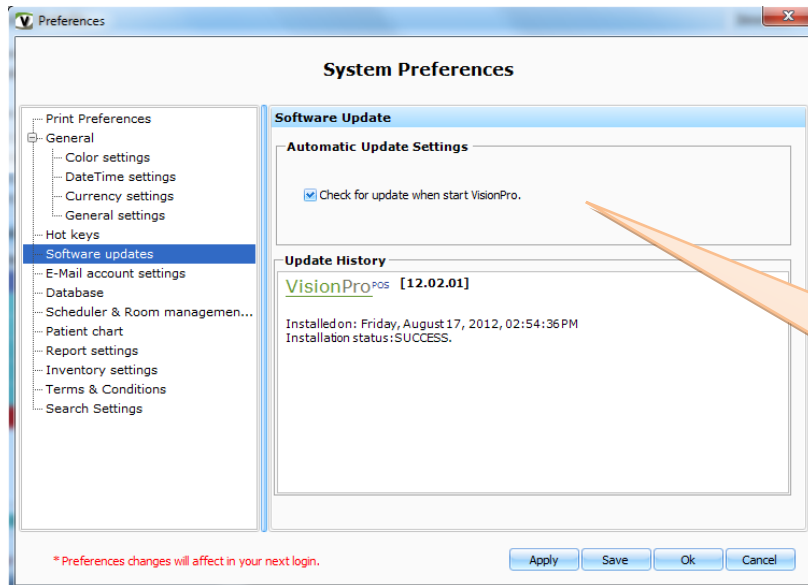 Preferences
System Preferences
Print Preferences
General
Color settings
DateTime settings
Currency settings
General settings
Hot keys
Software updates
E-Mail account settings
Database
Scheduler & Room managemen...
Patient chart
Report settings
Inventory settings
Terms & Conditions
Search Settings
Software Update
Automatic Update Settings
Check for update when start VisionPro.
Update History
VisionPro POS [12.02.01]
Installed on: Friday, August 17, 2012, 02:54:36 PM
Installation status:SUCCESS.
* Preferences changes will affect in your next login.
Apply Save Ok Cancel